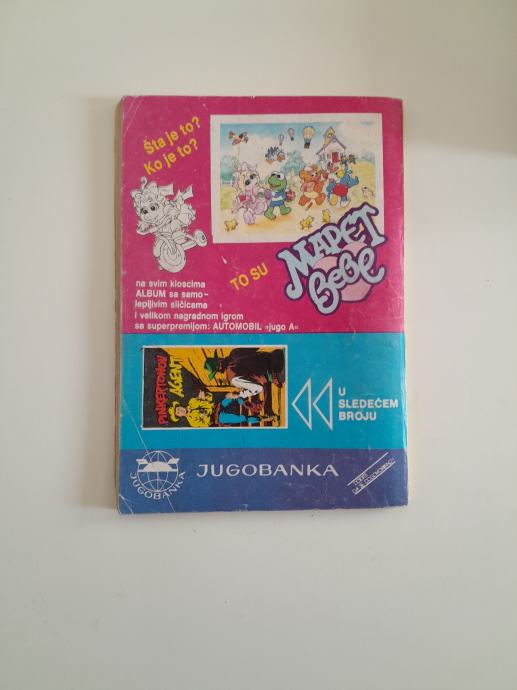 Šta je to?
Ko je to?
na svim kioscima
ALBUM sa samo-
lepljivim sličicama
i velikom nagradnom igrom
sa superpremijom: AUTOMOBIL »jugo A«
TO SU
MAPET
BEBE
PINKERTONOV
AGENT
U
SLEDEĆEM
BROJU
JUGOBANKA
JUGOBANKA